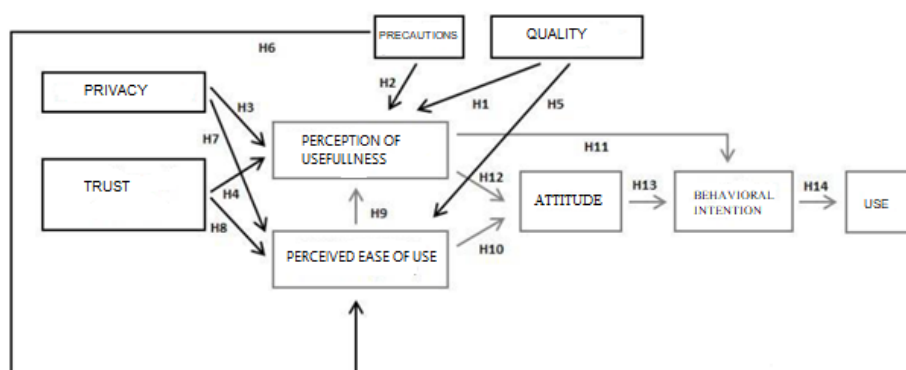 PRECAUTIONS
QUALITY
H6
PRIVACY
H2
H1
H5
H3
H7
PERCEPTION OF
USEFULLNESS
H11
TRUST
H4
H12
ATTITUDE
H13
BEHAVIORAL
INTENTION
H14
USE
H8
H9
H10
PERCEIVED EASE OF USE